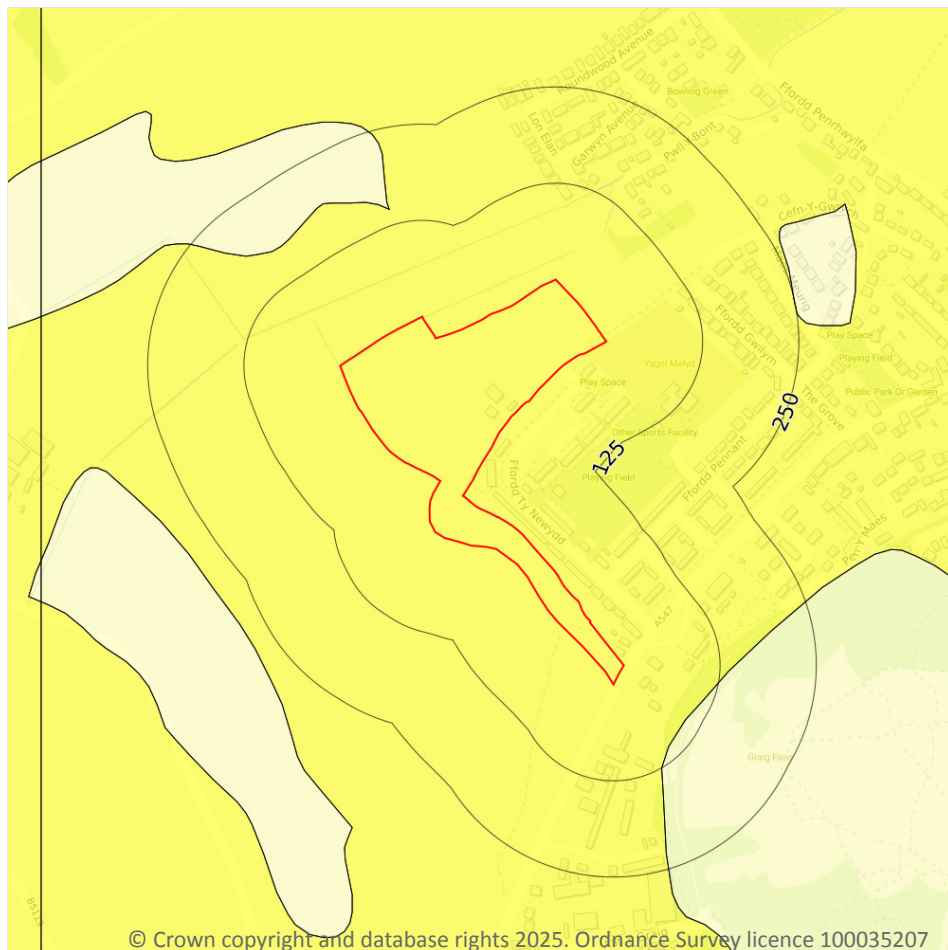 Roundwood Avenue
Bowling Green
Ffordd Penrhwylfa
Lon Elan
Garwyn Avenue
Pwll-Y-Bont
Cefn-Y-Gwrych
Maes Meurig
Ffordd Gwilym
Play Space
Ysgol Melyd
Playing Field
Play Space
The Grove
Public Park Or Garden
250
Other Sports Facility
125
Ffordd Pennant
Playing Field
Ffordd Ty Newydd
Pen-Y-Maes
A547
Graig Fawr
B5119
© Crown copyright and database rights 2025. Ordnance Survey licence 100035207